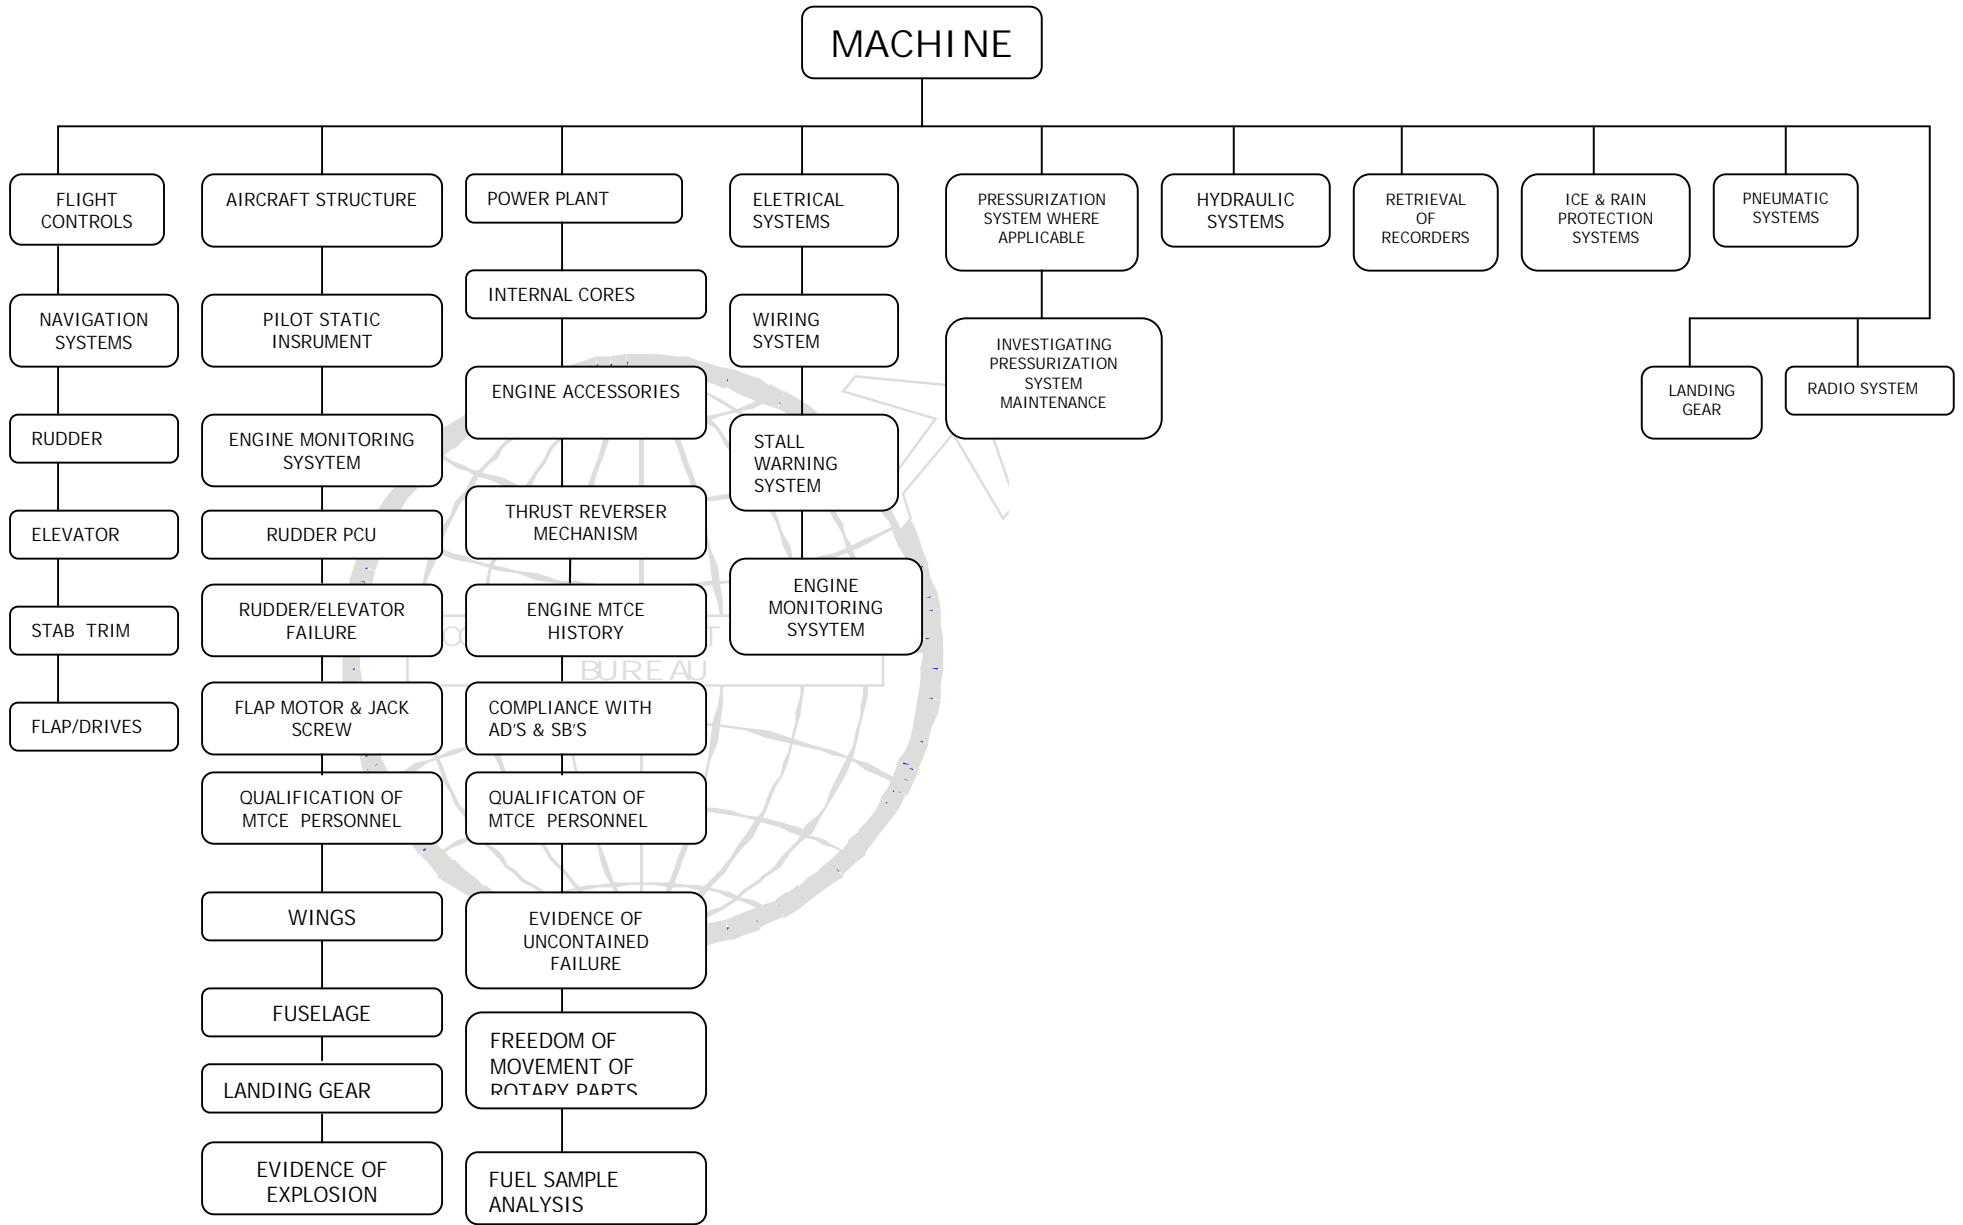 MACHINE
FLIGHT
CONTROLS
NAVIGATION
SYSTEMS
RUDDER
ELEVATOR
STAB TRIM
FLAP/DRIVES
AIRCRAFT STRUCTURE
PILOT STATIC
INSRUMENT
ENGINE MONITORING
SYSYTEM
RUDDER PCU
RUDDER/ELEVATOR
FAILURE
FLAP MOTOR & JACK
SCREW
QUALIFICATION OF
MTCE PERSONNEL
WINGS
FUSELAGE
LANDING GEAR
EVIDENCE OF
EXPLOSION
POWER PLANT
INTERNAL CORES
ENGINE ACCESSORIES
THRUST REVERSER
MECHANISM
ENGINE MTCE
HISTORY
COMPLIANCE WITH
AD'S & SB'S
QUALIFICATON OF
MTCE PERSONNEL
EVIDENCE OF
UNCONTAINED
FAILURE
FREEDOM OF
MOVEMENT OF
ROTARY PARTS
FUEL SAMPLE
ANALYSIS
ELETRICAL
SYSTEMS
WIRING
SYSTEM
STALL
WARNING
SYSTEM
ENGINE
MONITORING
SYSYTEM
PRESSURIZATION
SYSTEM WHERE
APPLICABLE
INVESTIGATING
PRESSURIZATION
SYSTEM
MAINTENANCE
HYDRAULIC
SYSTEMS
RETRIEVAL
OF
RECORDERS
ICE & RAIN
PROTECTION
SYSTEMS
PNEUMATIC
SYSTEMS
LANDING
GEAR
RADIO SYSTEM
BUREAU